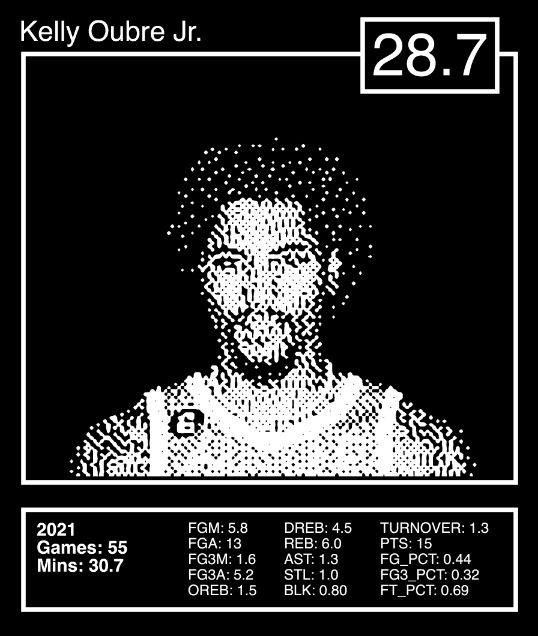 Kelly Oubre Jr.
28.7
6
2021
Games: 55
Mins: 30.7
FGM: 5.8
FGA: 13
FG3M: 1.6
FG3A: 5.2
OREB: 1.5
DREB: 4.5
REB: 6.0
AST: 1.3
STL: 1.0
BLK: 0.80
TURNOVER: 1.3
PTS: 15
FG_PCT: 0.44
FG3_PCT: 0.32
FT_PCT: 0.69